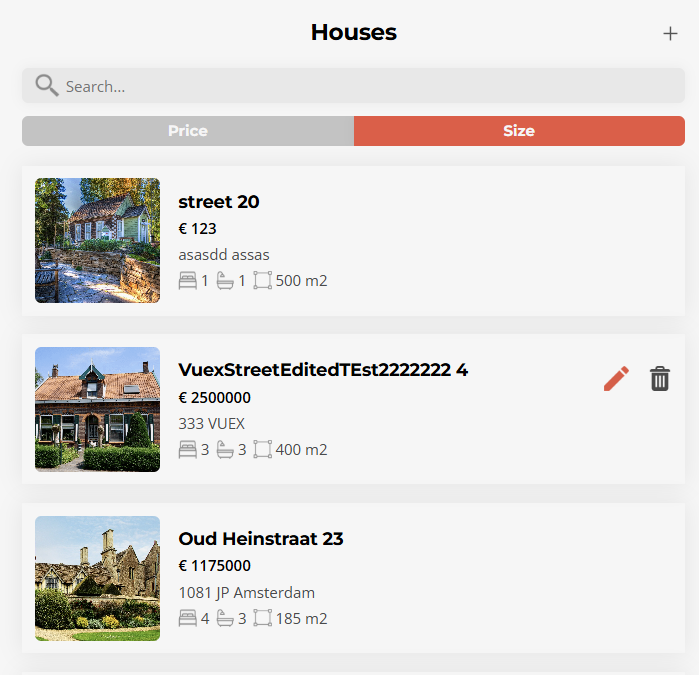 Houses
Search...
Price
Size
street 20
€ 123
asasdd assas
1 1 500 m2
VuexStreetEditedTEst2222222 4
€ 2500000
333 VUEX
3 3 400 m2
Oud Heinstraat 23
€ 1175000
1081 JP Amsterdam
4 3 185 m2